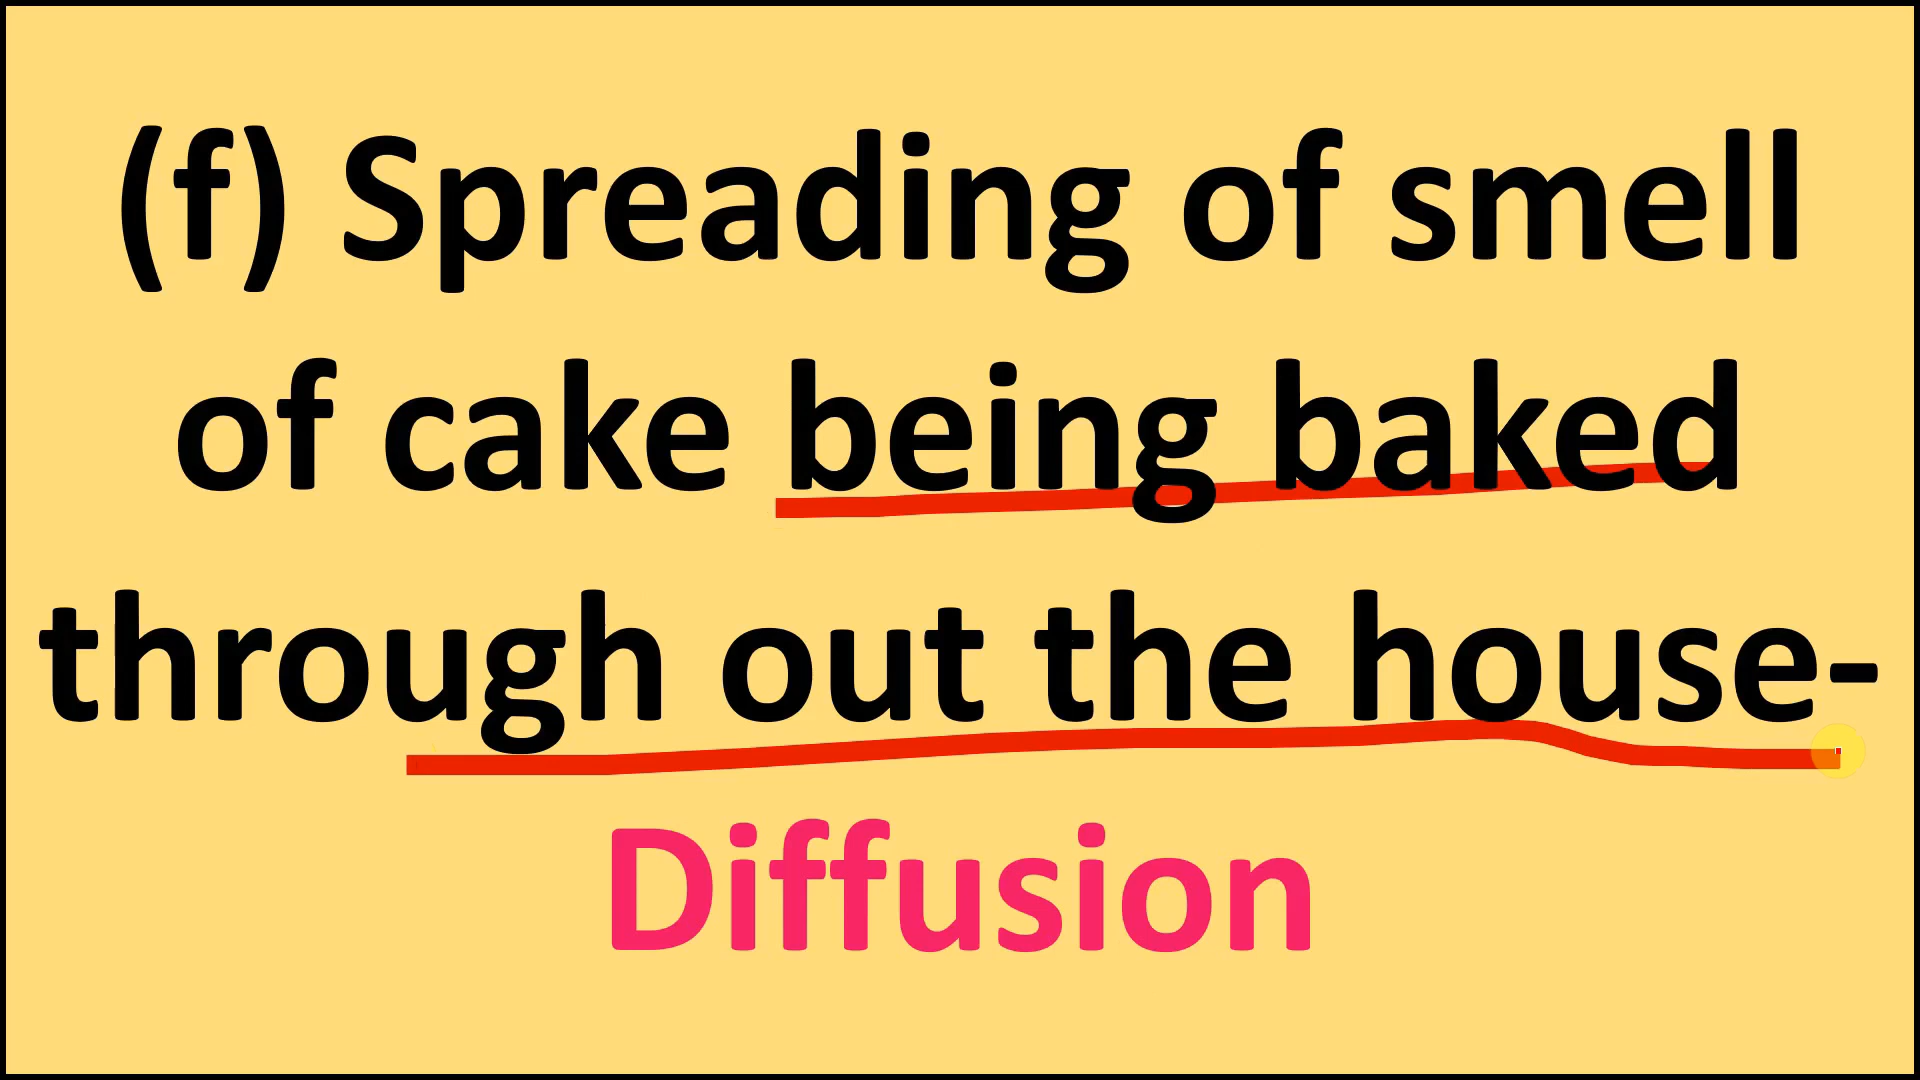 (f) Spreading of smell
of cake being baked
through out the house-
Diffusion